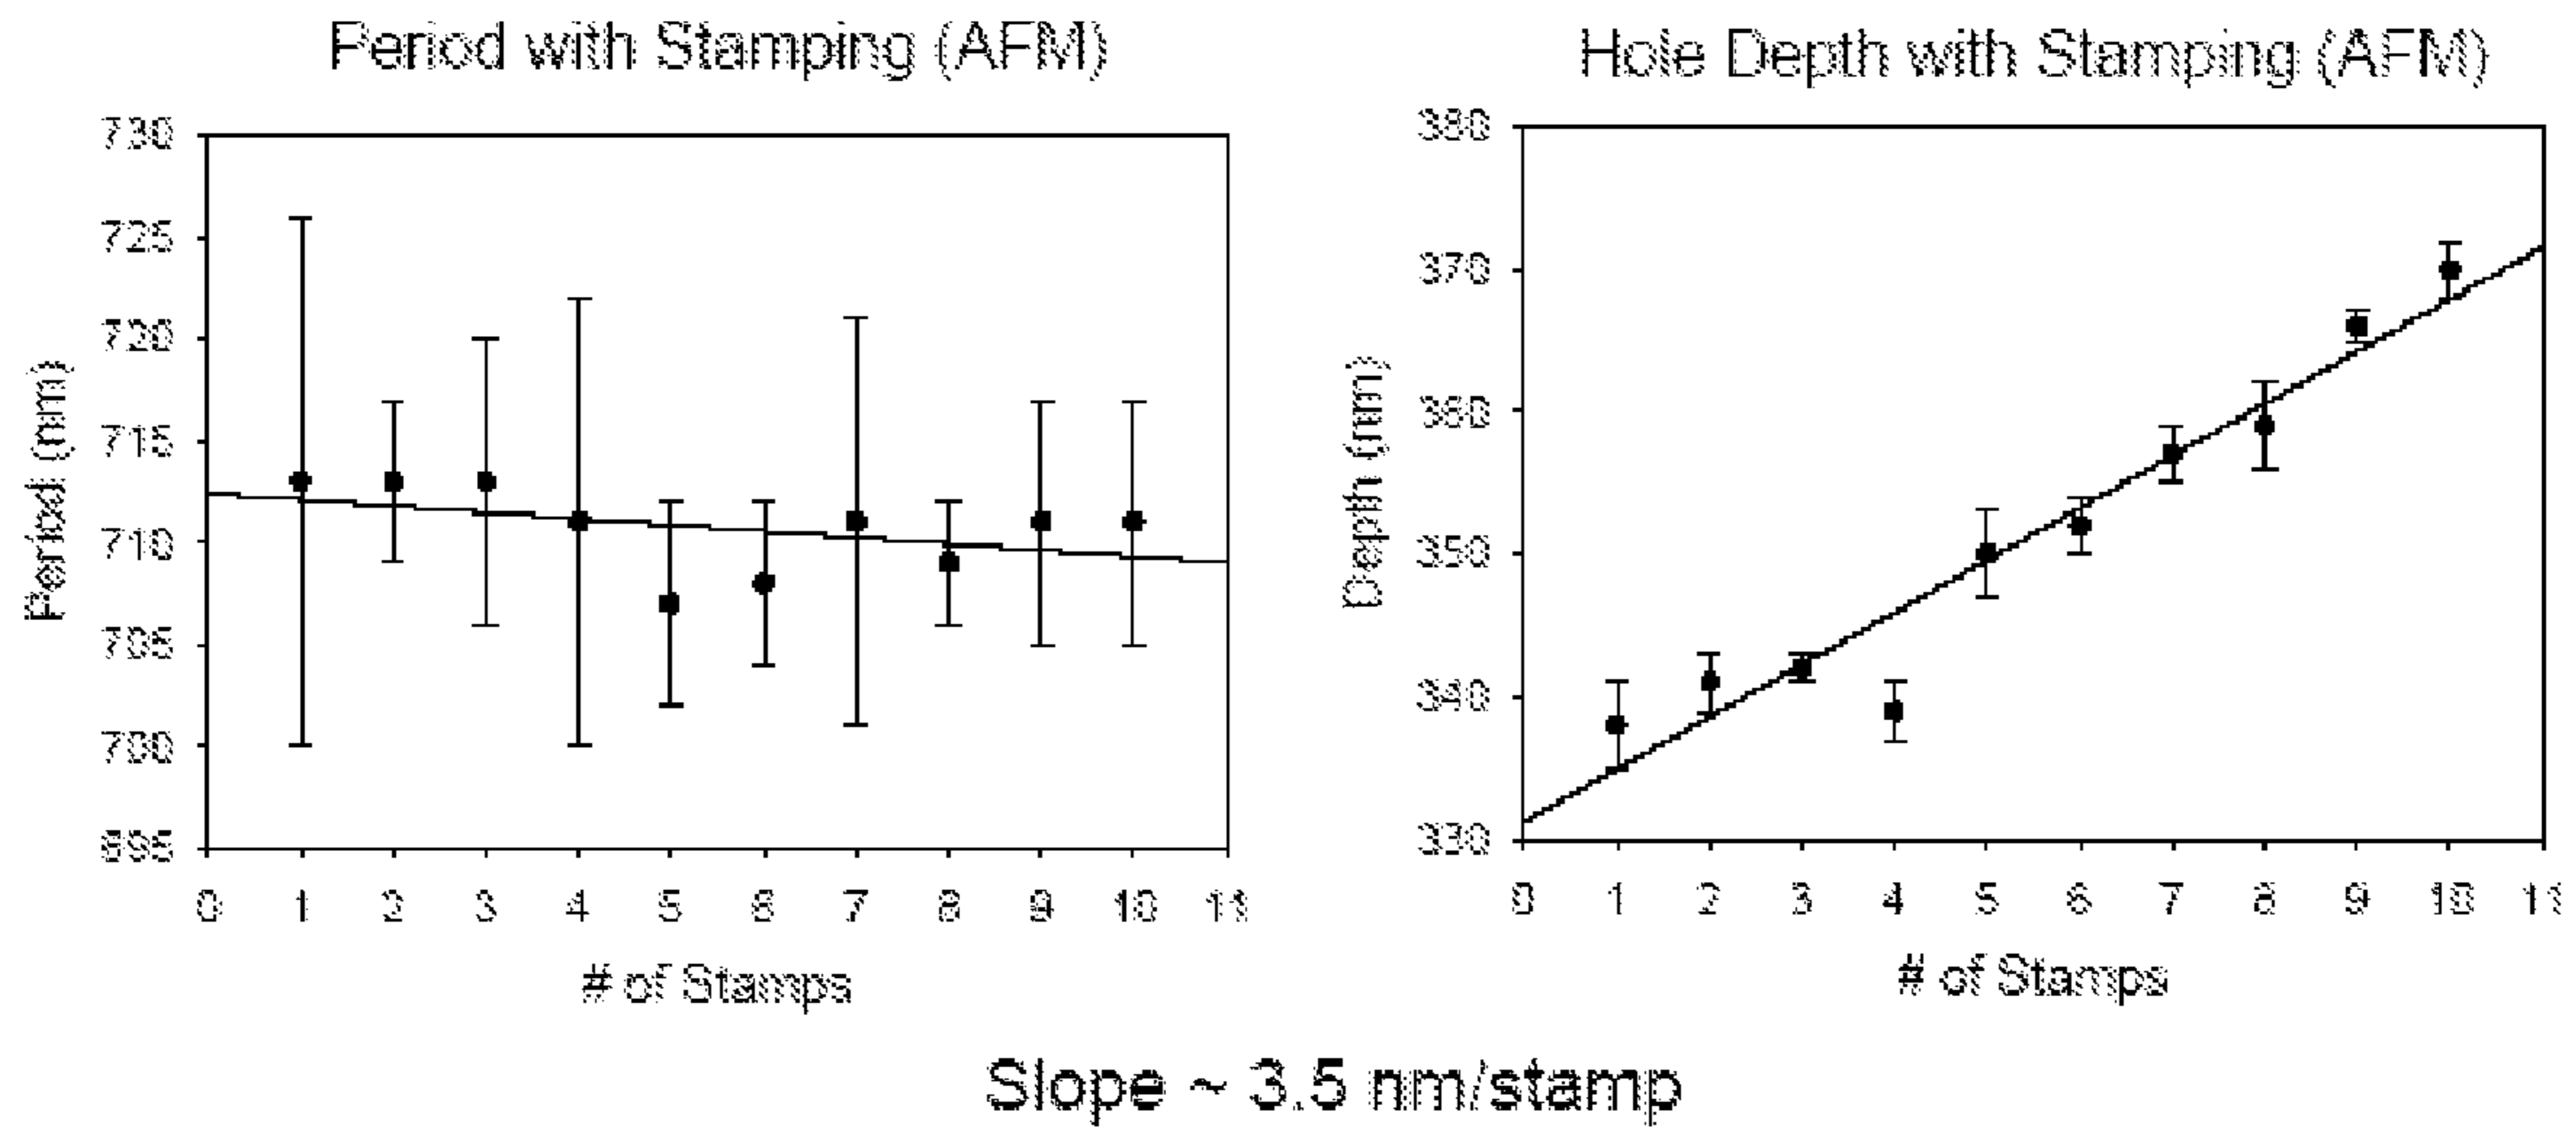 Period with Stamping (AFM)
730
725
720
715
710
705
700
695
Period (nm)
0 1 2 3 4 5 6 7 8 9 10 11
# of Stamps
Hole Depth with Stamping (AFM)
380
370
360
350
340
330
Depth (nm)
0 1 2 3 4 5 6 7 8 9 10 11
# of Stamps
Slope ~ 3.5 nm/stamp